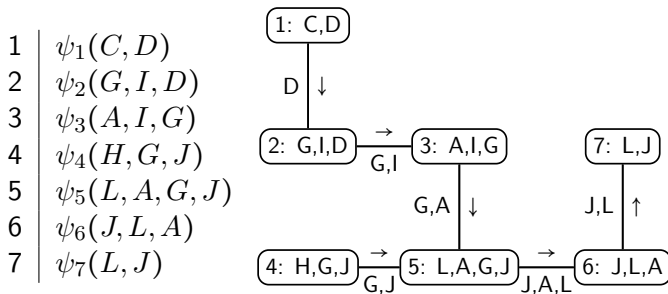 1 ψ₁(C, D)
2 ψ₂(G, I, D)
3 ψ₃(A, I, G)
4 ψ₄(H, G, J)
5 ψ₅(L, A, G, J)
6 ψ₆(J, L, A)
7 ψ₇(L, J)
1: C,D
D ↓
2: G,I,D
→
G,I
3: A,I,G
7: L,J
G,A ↓
J,L ↑
4: H,G,J
→
G,J
5: L,A,G,J
→
J,A,L
6: J,L,A